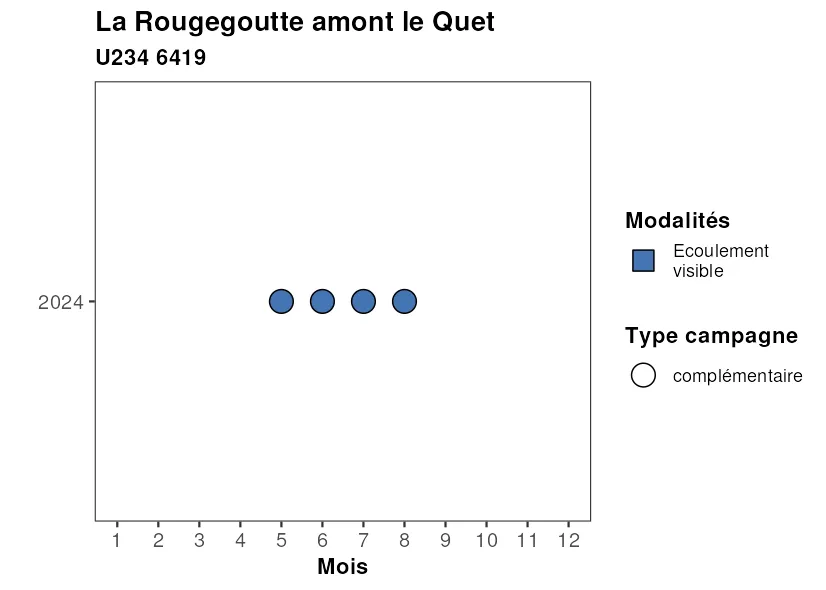 La Rougegoutte amont le Quet
U234 6419
2024
1 2 3 4 5 6 7 8 9 10 11 12
Mois
Modalités
Ecoulement
visible
Type campagne
complémentaire